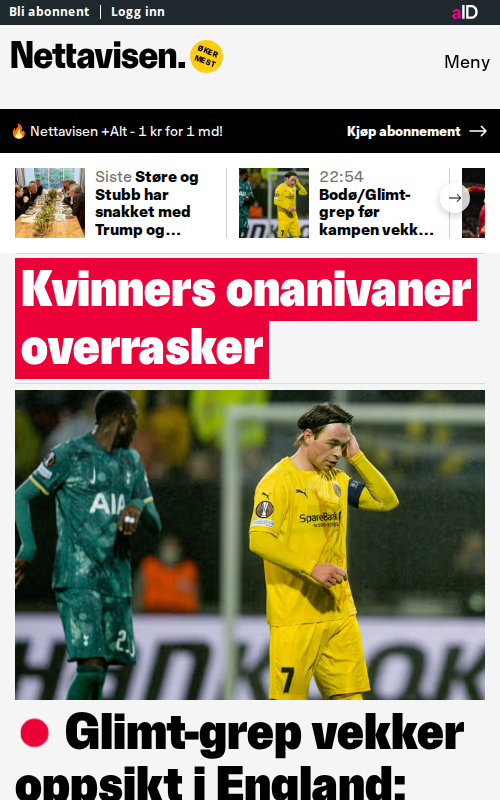 Bli abonnent | Logg inn
aID
Nettavisen.
ØKER
MEST
Meny
🔥 Nettavisen +Alt - 1 kr for 1 md!
Kjøp abonnement
Siste Støre og
Stubb har
snakket med
Trump og...
22:54
Bodø/Glimt-
grep før
kampen vekk...
Kvinners onanivaner
overrasker
AIA
SpareBank
7
Glimt-grep vekker
oppsikt i England: